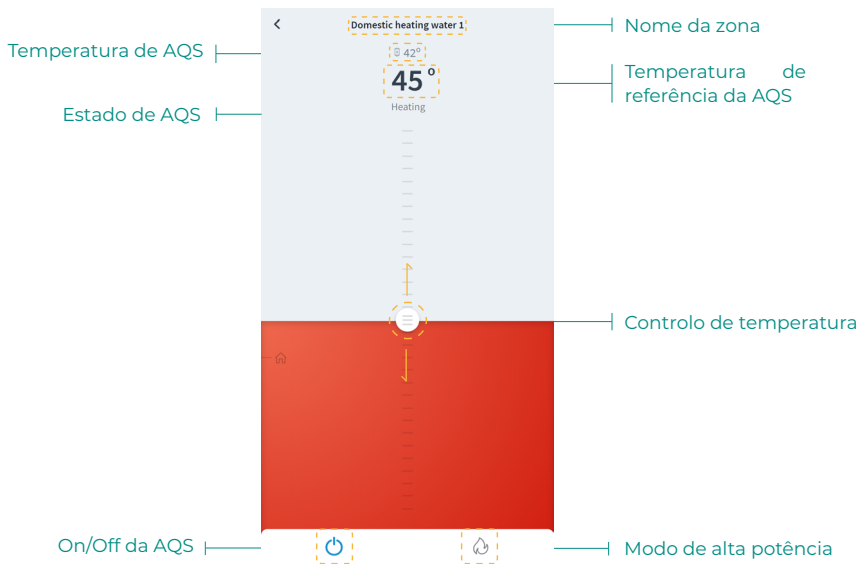 Domestic heating water 1
Nome da zona
Temperatura de AQS
42°
45°
Temperatura de
referência da AQS
Heating
Estado de AQS
Controlo de temperatura
On/Off da AQS
Modo de alta potência